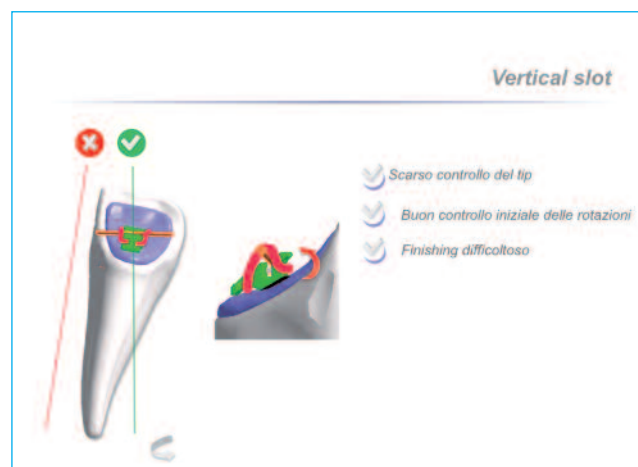 Vertical slot
Scarso controllo del tip
Buon controllo iniziale delle rotazioni
Finishing difficoltoso